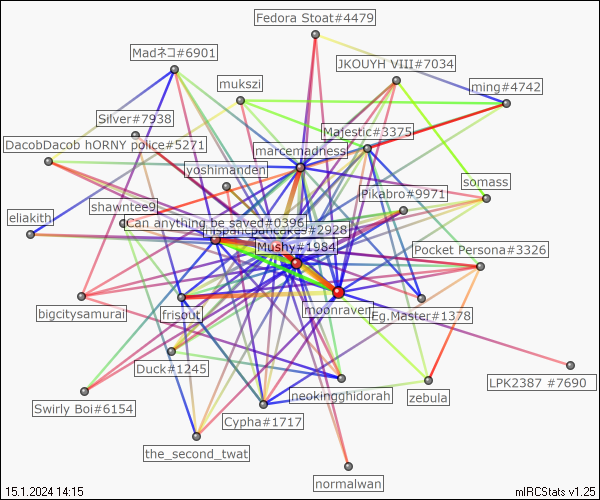 Fedora Stoat#4479
Madネコ#6901
JKOUYH VIII#7034
mukszi
ming#4742
Silver#7938
Majestic#3375
DacobDacob hORNY police#5271
marcemadness
yoshimanden
somass
Pikabro#9971
shawntee9
eliakith
Can anything be saved#0396
#2928
Mushy#1984
Pocket Persona#3326
bigcitysamurai
frisout
moonraven
Eg.Master#1378
Duck#1245
LPK2387 #7690
neokingghidorah
zebula
Swirly Boi#6154
Cypha#1717
the_second_twat
normalwan
15.1.2024 14:15
mIRCStats v1.25